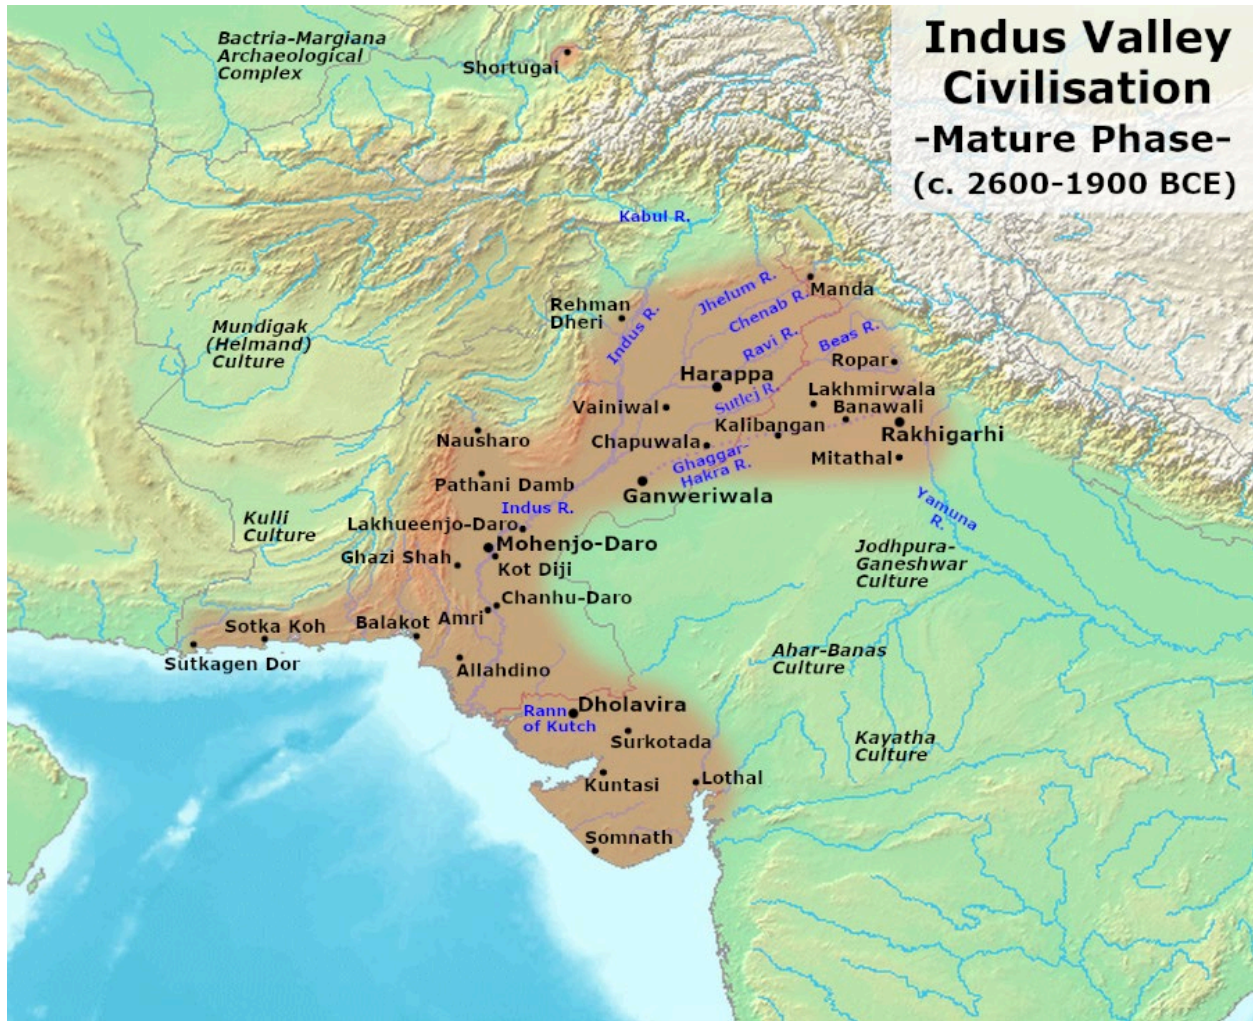 Indus Valley
Civilisation
-Mature Phase-
(c. 2600-1900 BCE)
Bactria-Margiana
Archaeological
Complex
Shortugai
Kabul R.
Jhelum R.
Manda
Rehman
Dheri
Indus R.
Chenab R.
Ravi R.
Beas R.
Mundigak
(Helmand)
Culture
Ropar
Harappa
Sutlej R.
Lakhmirwala
Vainiwal
Banawali
Kalibangan
Rakhigarhi
Nausharo
Chapuwala
Ghaggar-
Hakra R.
Mitathal
Pathani Damb
Ganweriwala
Indus R.
Yamuna
R.
Kulli
Culture
Lakhueenjo-Daro
Mohenjo-Daro
Ghazi Shah
Kot Diji
Jodhpura-
Ganeshwar
Culture
Chanhu-Daro
Amri
Sotka Koh
Balakot
Sutkagen Dor
Allahdino
Ahar-Banas
Culture
Rann
of Kutch
Dholavira
Surkotada
Kayatha
Culture
Kuntasi
Lothal
Somnath